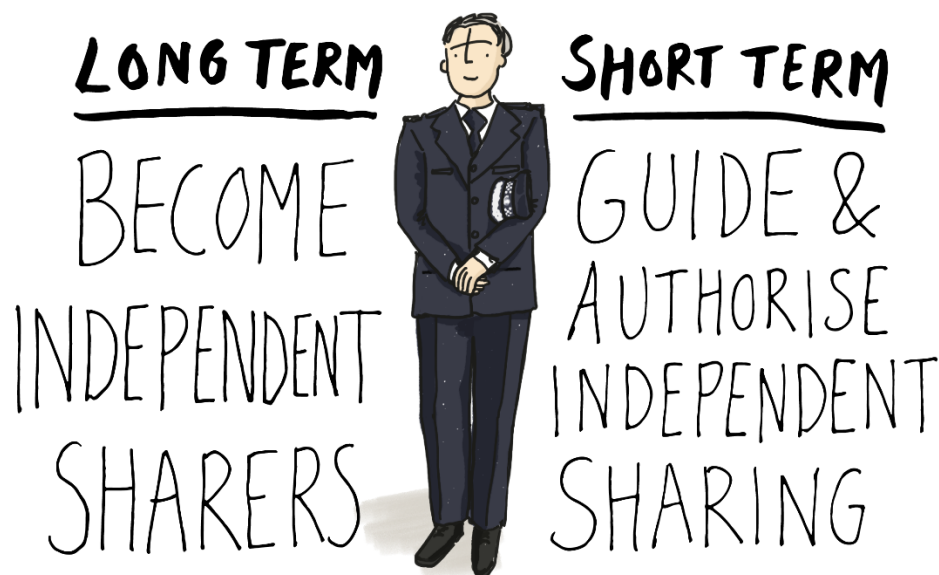 LONG TERM
BECOME
INDEPENDENT
SHARERS
SHORT TERM
GUIDE &
AUTHORISE
INDEPENDENT
SHARING